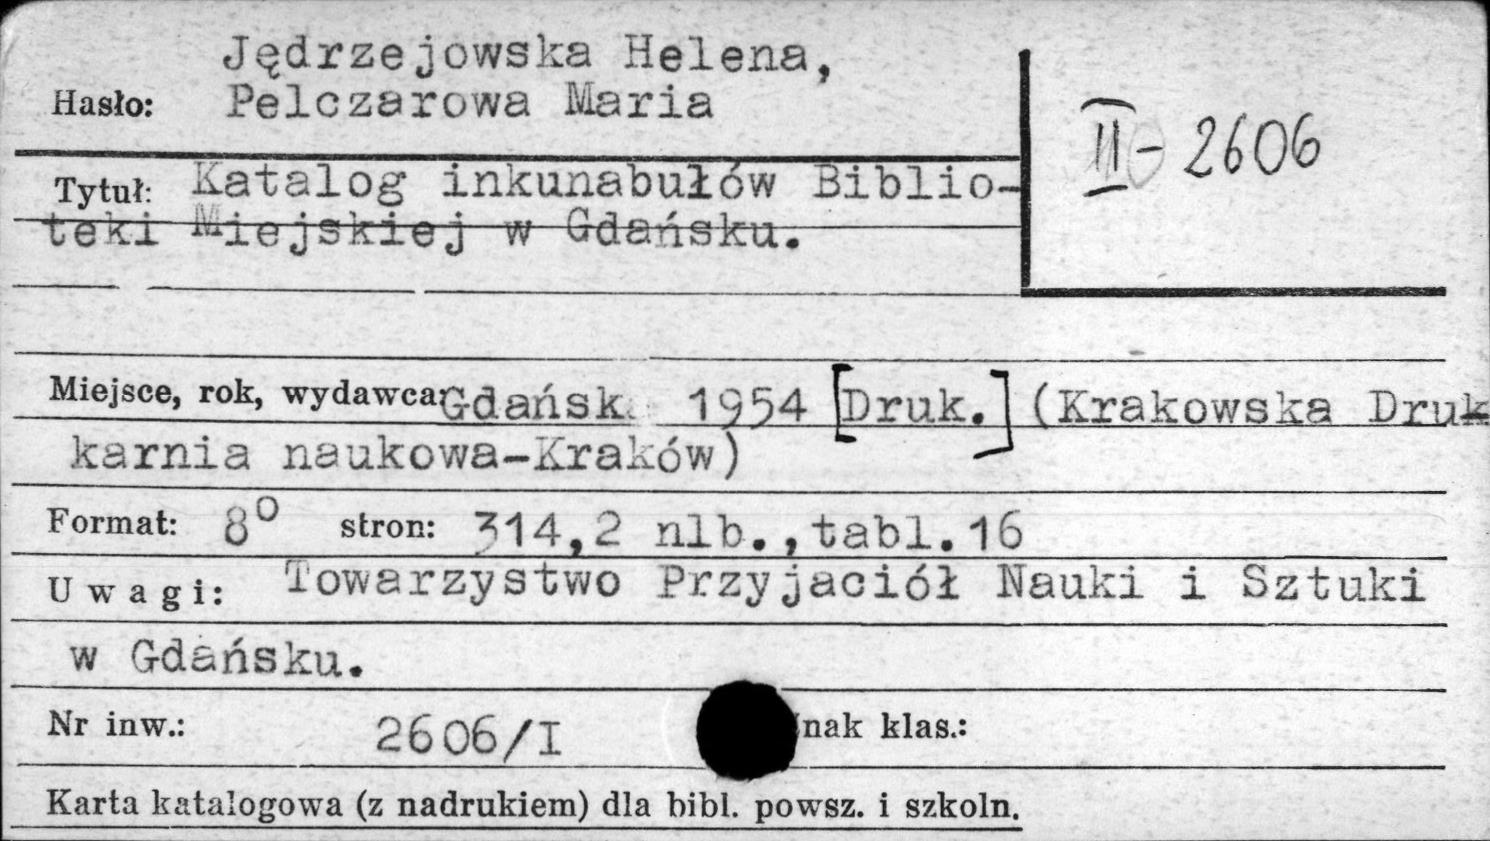 Jędrzejowska Helena,
Hasło: Pelczarowa Maria
II - 2606
Tytuł: Katalog inkunabułów Biblio-
teki Miejskiej w Gdańsku.
Miejsce, rok, wydawca: Gdańsk 1954 [Druk.] (Krakowska Druk
karnia naukowa-Kraków)
Format: 8° stron: 314,2 nlb., tabl.16
Uwagi: Towarzystwo Przyjaciół Nauki i Sztuki
w Gdańsku.
Nr inw.: 2606/I nak klas.:
Karta katalogowa (z nadrukiem) dla bibl. powsz. i szkoln.